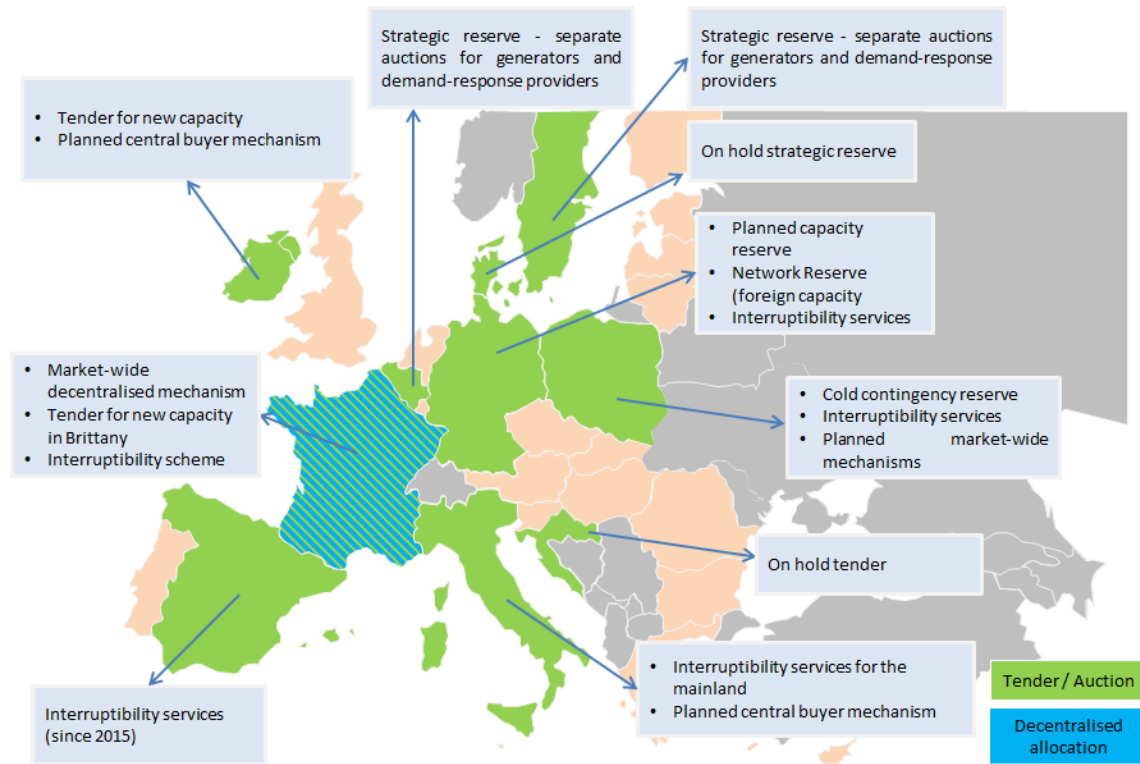 Strategic reserve - separate
auctions for generators and
demand-response providers
Strategic reserve - separate auctions
for generators and demand-response
providers
• Tender for new capacity
• Planned central buyer mechanism
On hold strategic reserve
• Planned capacity
reserve
• Network Reserve
(foreign capacity
• Interruptibility services
• Market-wide
decentralised mechanism
• Tender for new capacity
in Brittany
• Interruptibility scheme
• Cold contingency reserve
• Interruptibility services
• Planned market-wide
mechanisms
On hold tender
• Interruptibility services for the
mainland
• Planned central buyer mechanism
Interruptibility services
(since 2015)
Tender / Auction
Decentralised
allocation